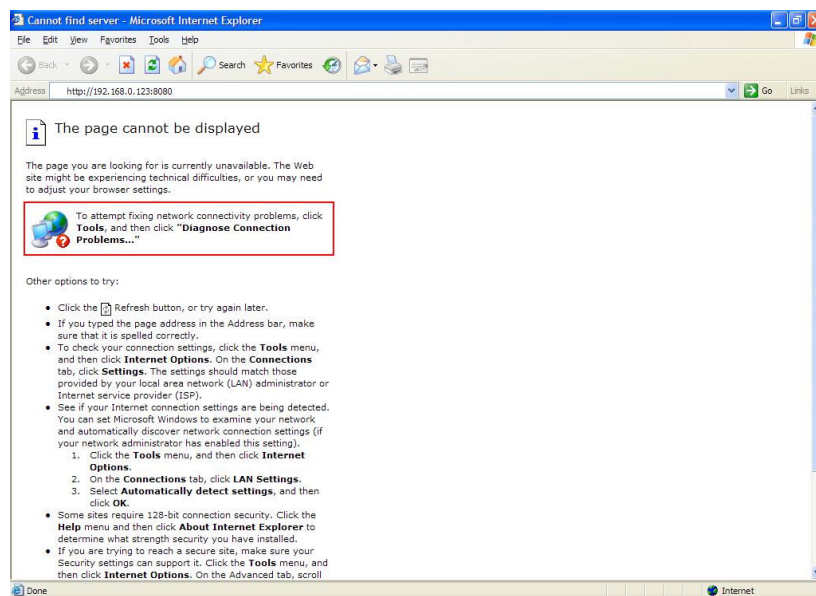 Cannot find server - Microsoft Internet Explorer
File Edit View Favorites Tools Help
Back Search Favorites
Address http://192.168.0.123:8080 Go Links
The page cannot be displayed
The page you are looking for is currently unavailable. The Web
site might be experiencing technical difficulties, or you may need
to adjust your browser settings.
To attempt fixing network connectivity problems, click
Tools, and then click "Diagnose Connection
Problems..."
Other options to try:
• Click the Refresh button, or try again later.
• If you typed the page address in the Address bar, make
sure that it is spelled correctly.
• To check your connection settings, click the Tools menu,
and then click Internet Options. On the Connections
tab, click Settings. The settings should match those
provided by your local area network (LAN) administrator or
Internet service provider (ISP).
• See if your Internet connection settings are being detected.
You can set Microsoft Windows to examine your network
and automatically discover network connection settings (if
your network administrator has enabled this setting).
1. Click the Tools menu, and then click Internet
Options.
2. On the Connections tab, click LAN Settings.
3. Select Automatically detect settings, and then
click OK.
• Some sites require 128-bit connection security. Click the
Help menu and then click About Internet Explorer to
determine what strength security you have installed.
• If you are trying to reach a secure site, make sure your
Security settings can support it. Click the Tools menu, and
then click Internet Options. On the Advanced tab, scroll
Done Internet